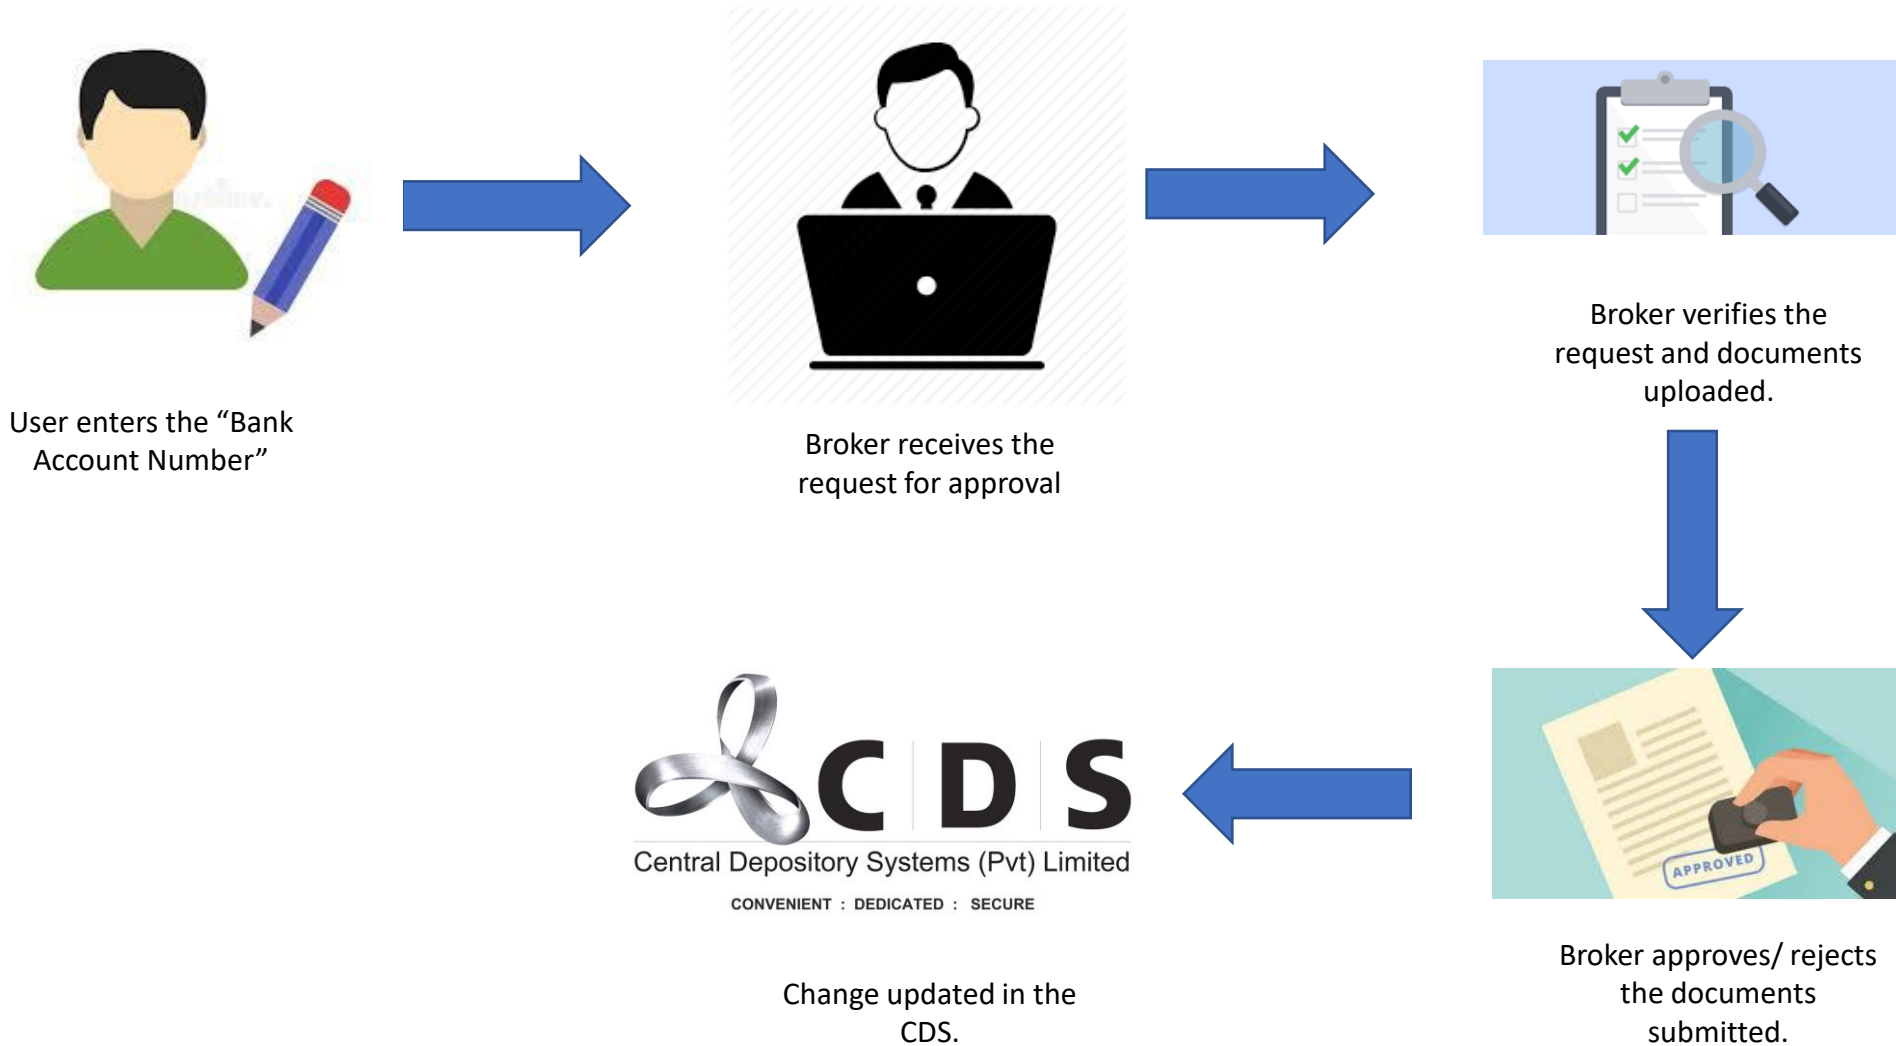 User enters the “Bank
Account Number”
Broker receives the
request for approval
Broker verifies the
request and documents
uploaded.
APPROVED
Broker approves/ rejects
the documents
submitted.
C D S
Central Depository Systems (Pvt) Limited
CONVENIENT : DEDICATED : SECURE
Change updated in the
CDS.